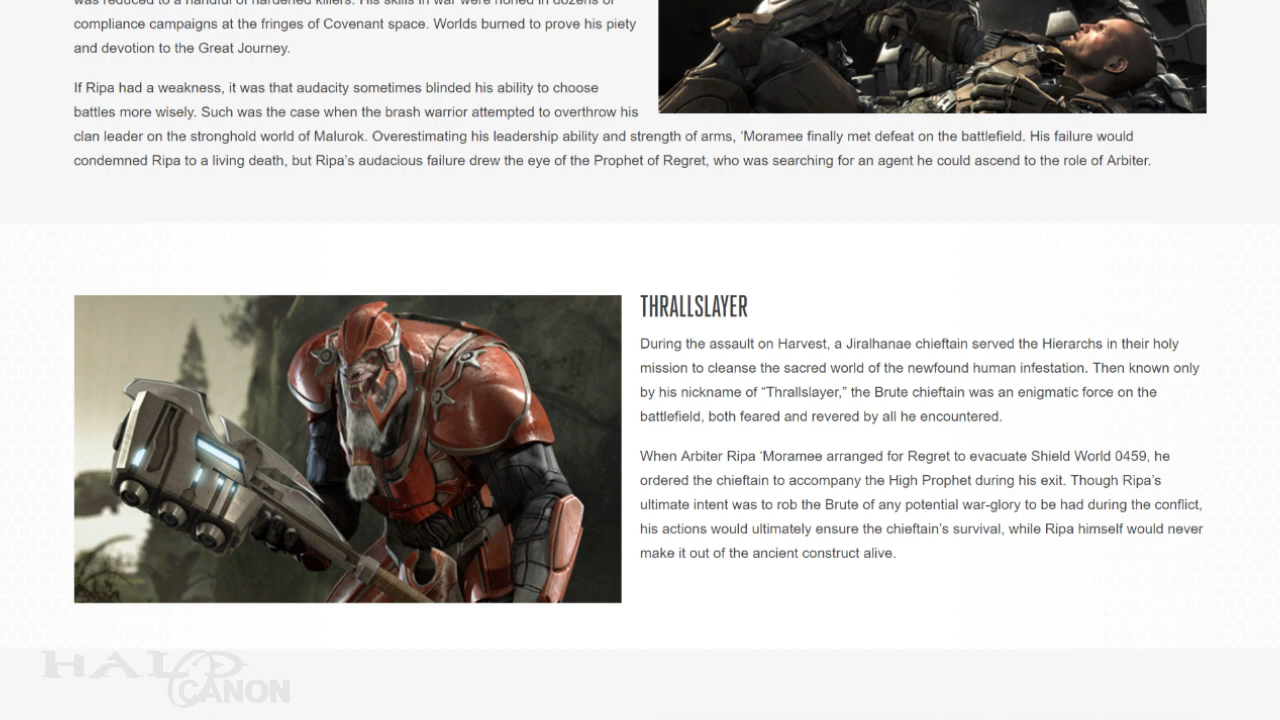 was reduced to a handful of hardened killers. His skills in war were honed in dozens of
compliance campaigns at the fringes of Covenant space. Worlds burned to prove his piety
and devotion to the Great Journey.
If Ripa had a weakness, it was that audacity sometimes blinded his ability to choose
battles more wisely. Such was the case when the brash warrior attempted to overthrow his
clan leader on the stronghold world of Malurok. Overestimating his leadership ability and strength of arms, ‘Moramee finally met defeat on the battlefield. His failure would
condemned Ripa to a living death, but Ripa’s audacious failure drew the eye of the Prophet of Regret, who was searching for an agent he could ascend to the role of Arbiter.
THRALLSLAYER
During the assault on Harvest, a Jiralhanae chieftain served the Hierarchs in their holy
mission to cleanse the sacred world of the newfound human infestation. Then known only
by his nickname of “Thrallslayer,” the Brute chieftain was an enigmatic force on the
battlefield, both feared and revered by all he encountered.
When Arbiter Ripa ‘Moramee arranged for Regret to evacuate Shield World 0459, he
ordered the chieftain to accompany the High Prophet during his exit. Though Ripa’s
ultimate intent was to rob the Brute of any potential war-glory to be had during the conflict,
his actions would ultimately ensure the chieftain’s survival, while Ripa himself would never
make it out of the ancient construct alive.
HALO
CANON